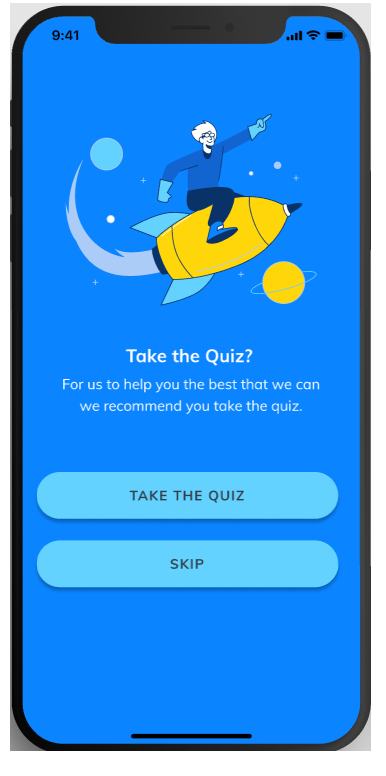 9:41
Take the Quiz?
For us to help you the best that we can
we recommend you take the quiz.
TAKE THE QUIZ
SKIP